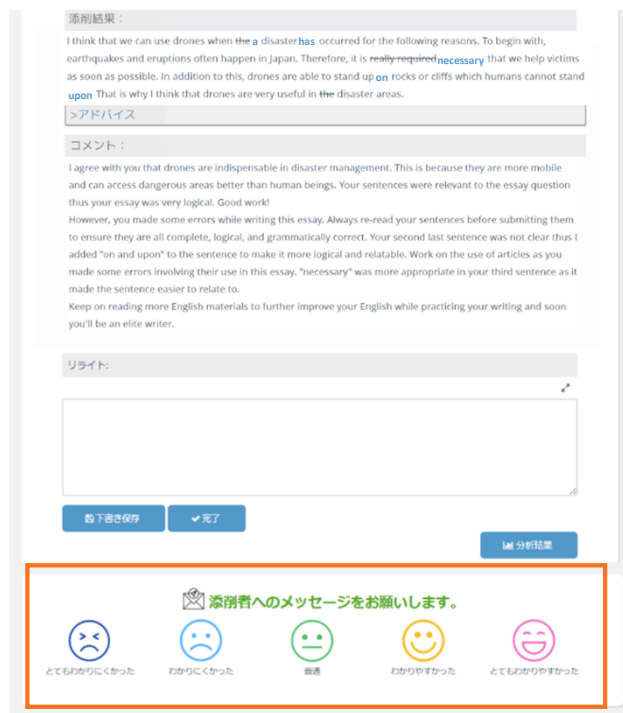 添削結果：
I think that we can use drones when the a disaster has occurred for the following reasons. To begin with,
earthquakes and eruptions often happen in Japan. Therefore, it is really required necessary that we help victims
as soon as possible. In addition to this, drones are able to stand up on rocks or cliffs which humans cannot stand
upon That is why I think that drones are very useful in the disaster areas.
>アドバイス
コメント：
I agree with you that drones are indispensable in disaster management. This is because they are more mobile
and can access dangerous areas better than human beings. Your sentences were relevant to the essay question
thus your essay was very logical. Good work!
However, you made some errors while writing this essay. Always re-read your sentences before submitting them
to ensure they are all complete, logical, and grammatically correct. Your second last sentence was not clear thus I
added "on and upon" to the sentence to make it more logical and relatable. Work on the use of articles as you
made some errors involving their use in this essay. "necessary" was more appropriate in your third sentence as it
made the sentence easier to relate to.
Keep on reading more English materials to further improve your English while practicing your writing and soon
you'll be an elite writer.
リライト:
下書き保存
完了
分析結果
添削者へのメッセージをお願いします。
とてもわかりにくかった
わかりにくかった
普通
わかりやすかった
とてもわかりやすかった